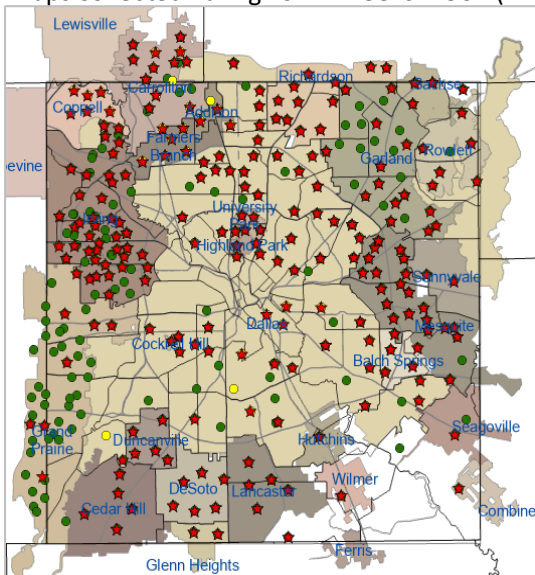 Lewisville
Richardson
Carrollton
Coppell
Addison
Farmers
Branch
Garland
Rowlett
evine
Irving
University
Park
Highland Park
Sunnyvale
Dallas
Mesquite
Cockrell Hill
Balch Springs
Seagoville
Grand
Prairie
Duncanville
Hutchins
DeSoto
Lancaster
Wilmer
Cedar Hill
Combine
Ferris
Glenn Heights